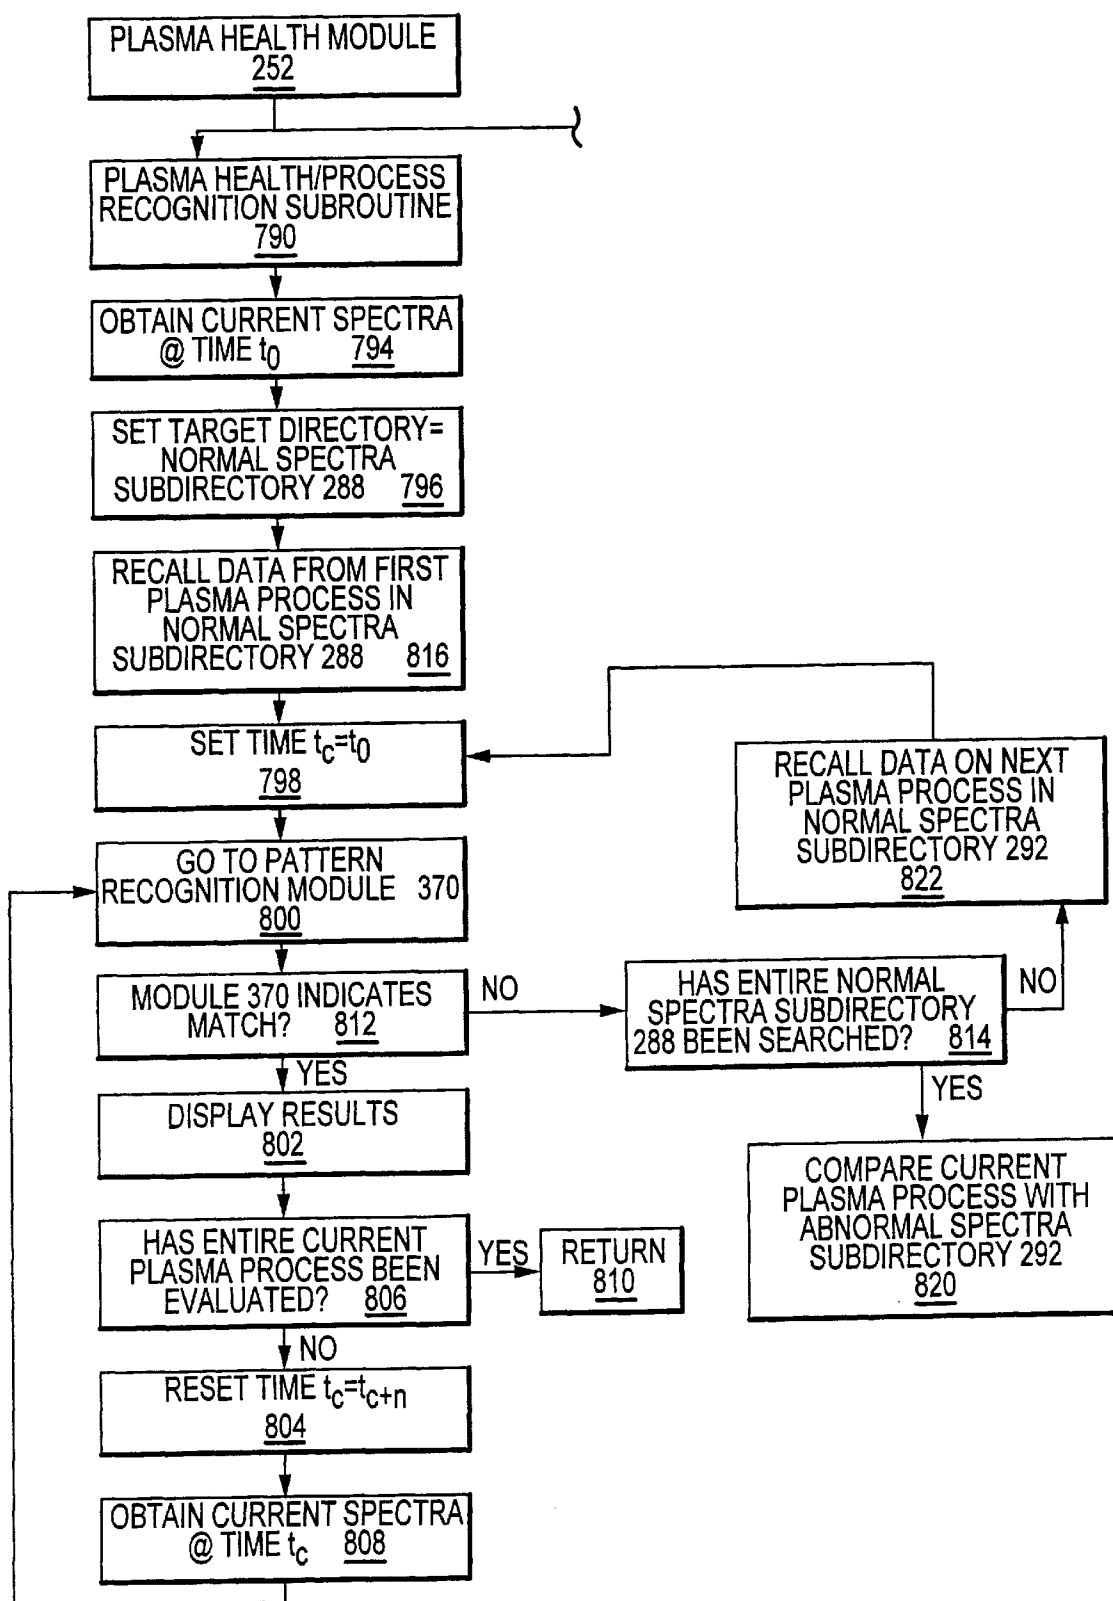 PLASMA HEALTH MODULE
252
PLASMA HEALTH/PROCESS
RECOGNITION SUBROUTINE
790
OBTAIN CURRENT SPECTRA
@ TIME t0 794
SET TARGET DIRECTORY=
NORMAL SPECTRA
SUBDIRECTORY 288 796
RECALL DATA FROM FIRST
PLASMA PROCESS IN
NORMAL SPECTRA
SUBDIRECTORY 288 816
SET TIME tc=t0
798
GO TO PATTERN
RECOGNITION MODULE 370
800
MODULE 370 INDICATES
MATCH? 812
NO
YES
HAS ENTIRE NORMAL
SPECTRA SUBDIRECTORY
288 BEEN SEARCHED? 814
NO
YES
RECALL DATA ON NEXT
PLASMA PROCESS IN
NORMAL SPECTRA
SUBDIRECTORY 292
822
COMPARE CURRENT
PLASMA PROCESS WITH
ABNORMAL SPECTRA
SUBDIRECTORY 292
820
DISPLAY RESULTS
802
HAS ENTIRE CURRENT
PLASMA PROCESS BEEN
EVALUATED? 806
YES
RETURN
810
NO
RESET TIME tc=tc+n
804
OBTAIN CURRENT SPECTRA
@ TIME tc 808